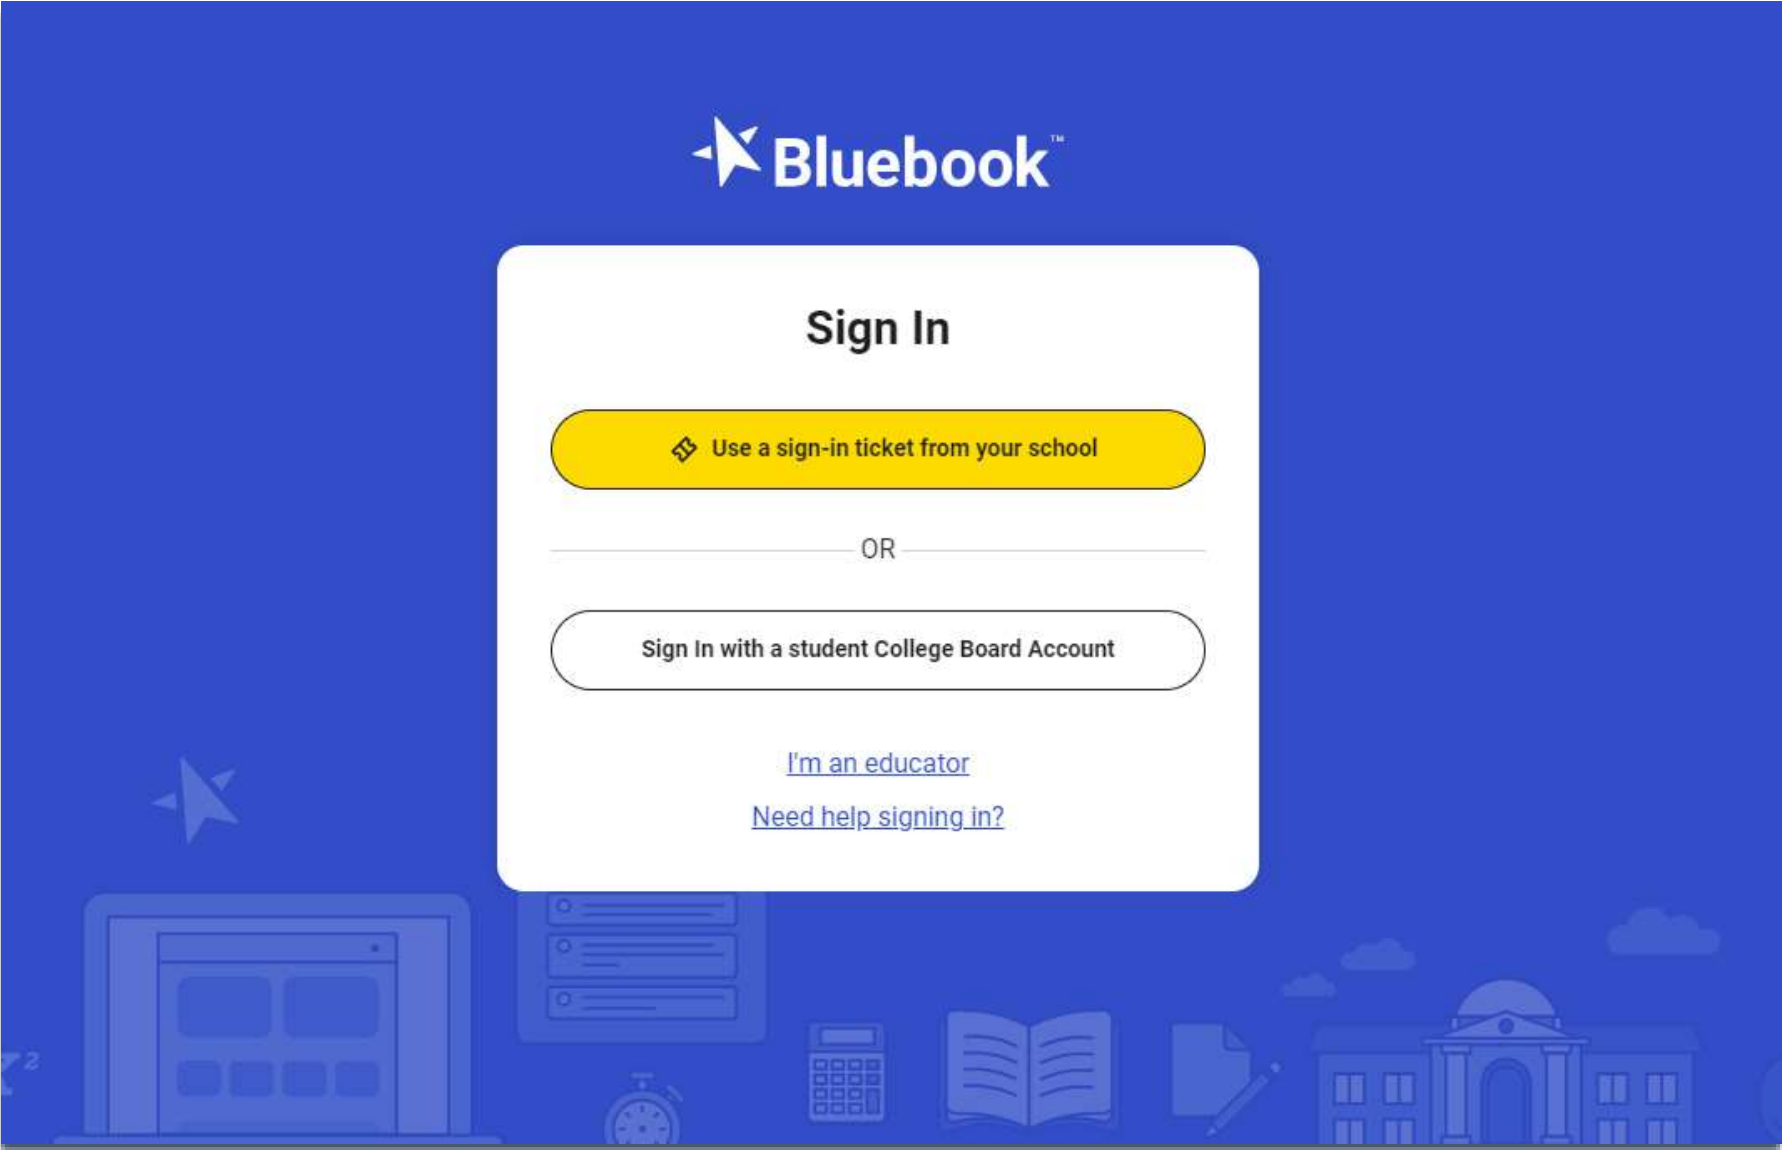 Bluebook™
Sign In
Use a sign-in ticket from your school
OR
Sign In with a student College Board Account
I'm an educator
Need help signing in?
x²